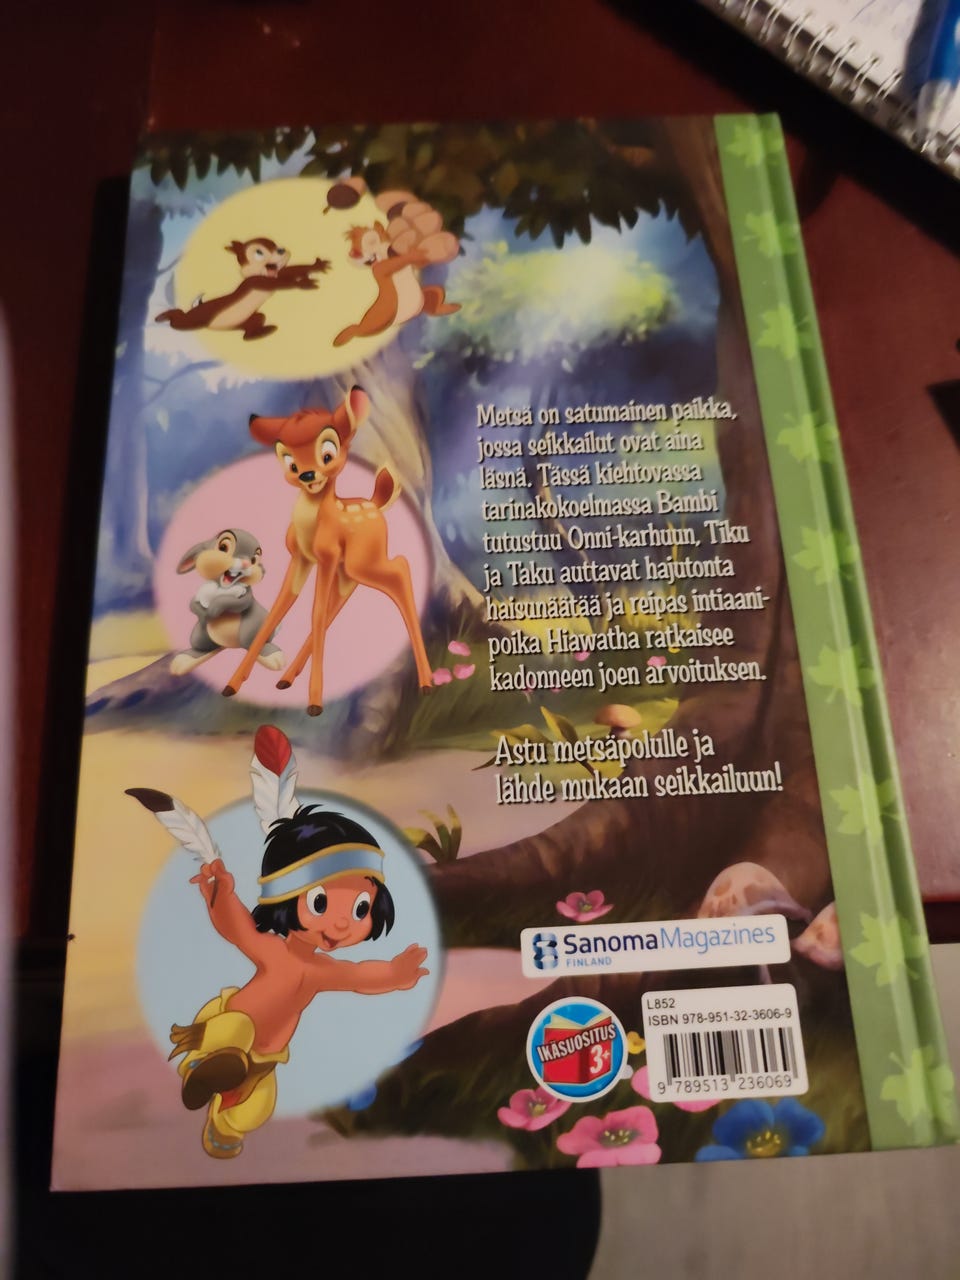 Metsä on satumainen paikka,
jossa seikkailut ovat aina
läsnä. Tässä kiehtovassa
tarinakokoelmassa Bambi
tutustuu Onni-karhuun, Tiku
ja Taku auttavat hajutonta
haisunäätää ja reipas intiaani-
poika Hiawatha ratkaisee
kadonneen joen arvoituksen.
Astu metsäpolulle ja
lähde mukaan seikkailuun!
SanomaMagazines
FINLAND
IKÄSUOSITUS
3+
L852
ISBN 978-951-32-3606-9
9 789513 236069